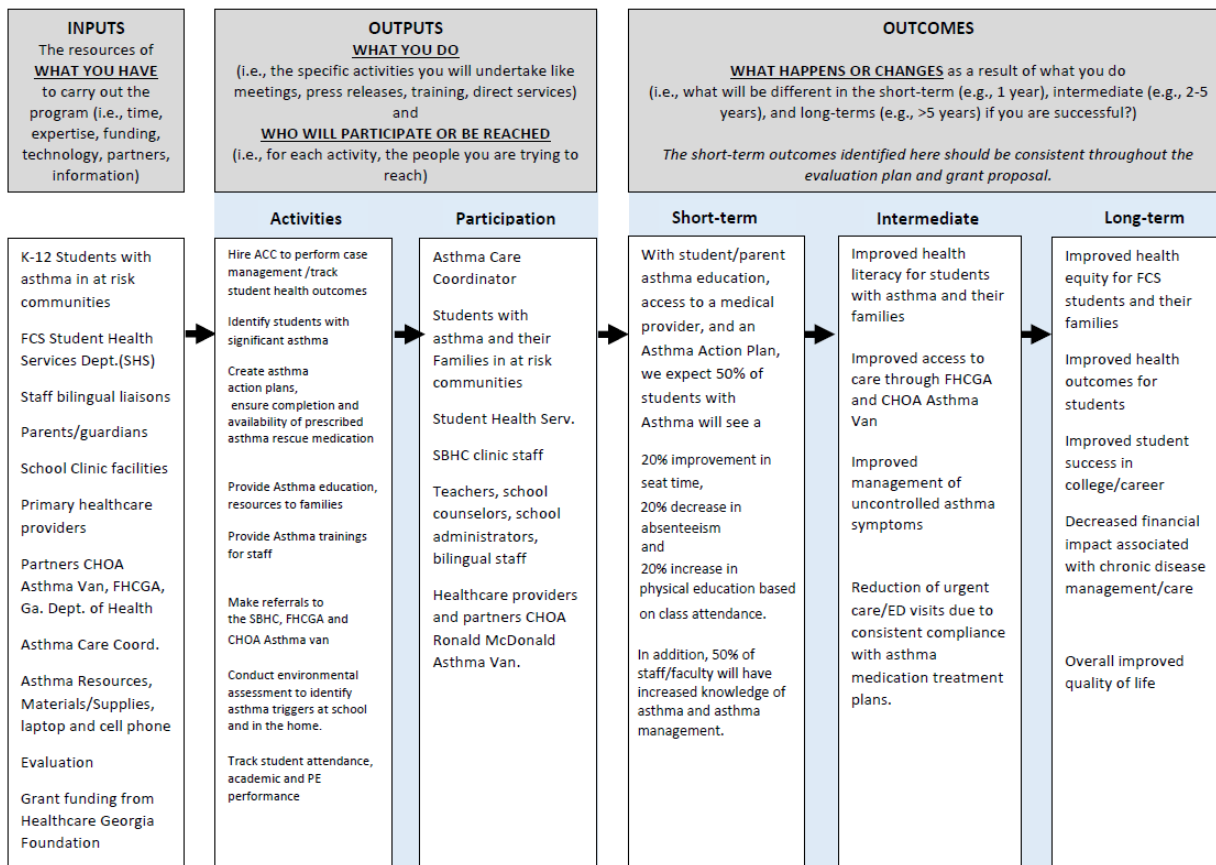 INPUTS
The resources of
WHAT YOU HAVE
to carry out the
program (i.e., time,
expertise, funding,
technology, partners,
information)
OUTPUTS
WHAT YOU DO
(i.e., the specific activities you will undertake like
meetings, press releases, training, direct services)
and
WHO WILL PARTICIPATE OR BE REACHED
(i.e., for each activity, the people you are trying to
reach)
OUTCOMES
WHAT HAPPENS OR CHANGES as a result of what you do
(i.e., what will be different in the short-term (e.g., 1 year), intermediate (e.g., 2-5
years), and long-terms (e.g., >5 years) if you are successful?)
The short-term outcomes identified here should be consistent throughout the
evaluation plan and grant proposal.
K-12 Students with
asthma in at risk
communities
FCS Student Health
Services Dept.(SHS)
Staff bilingual liaisons
Parents/guardians
School Clinic facilities
Primary healthcare
providers
Partners CHOA
Asthma Van, FHCGA,
Ga. Dept. of Health
Asthma Care Coord.
Asthma Resources,
Materials/Supplies,
laptop and cell phone
Evaluation
Grant funding from
Healthcare Georgia
Foundation
Activities
Hire ACC to perform case
management /track
student health outcomes
Identify students with
significant asthma
Create asthma
action plans,
ensure completion and
availability of prescribed
asthma rescue medication
Provide Asthma education,
resources to families
Provide Asthma trainings
for staff
Make referrals to
the SBHC, FHCGA and
CHOA Asthma van
Conduct environmental
assessment to identify
asthma triggers at school
and in the home.
Track student attendance,
academic and PE
performance
Participation
Asthma Care
Coordinator
Students with
asthma and their
Families in at risk
communities
Student Health Serv.
SBHC clinic staff
Teachers, school
counselors, school
administrators,
bilingual staff
Healthcare providers
and partners CHOA
Ronald McDonald
Asthma Van.
Short-term
With student/parent
asthma education,
access to a medical
provider, and an
Asthma Action Plan,
we expect 50% of
students with
Asthma will see a
20% improvement in
seat time,
20% decrease in
absenteeism
and
20% increase in
physical education based
on class attendance.
In addition, 50% of
staff/faculty will have
increased knowledge of
asthma and asthma
management.
Intermediate
Improved health
literacy for students
with asthma and their
families
Improved access to
care through FHCGA
and CHOA Asthma
Van
Improved
management of
uncontrolled asthma
symptoms
Reduction of urgent
care/ED visits due to
consistent compliance
with asthma
medication treatment
plans.
Long-term
Improved health
equity for FCS
students and their
families
Improved health
outcomes for
students
Improved student
success in
college/career
Decreased financial
impact associated
with chronic disease
management/care
Overall improved
quality of life